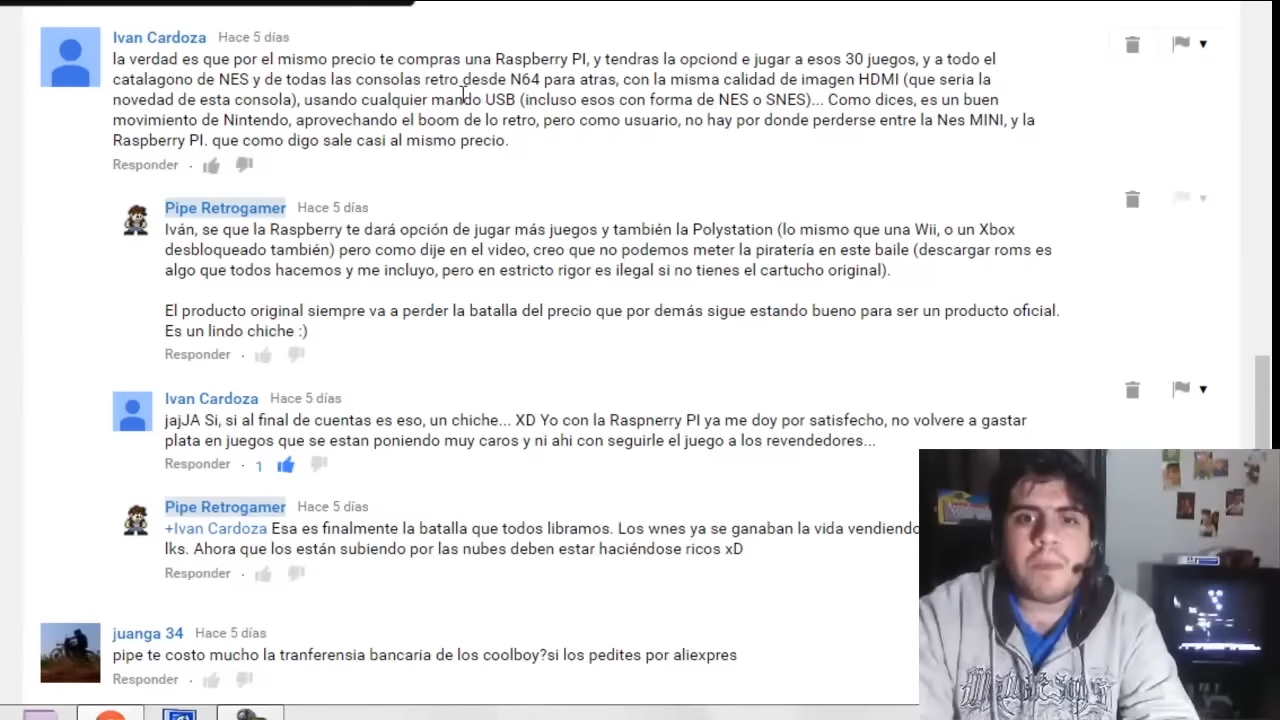 Ivan Cardoza Hace 5 días
la verdad es que por el mismo precio te compras una Raspberry PI, y tendras la opciond e jugar a esos 30 juegos, y a todo el
catalagono de NES y de todas las consolas retro desde N64 para atras, con la misma calidad de imagen HDMI (que seria la
novedad de esta consola), usando cualquier mando USB (incluso esos con forma de NES o SNES)... Como dices, es un buen
movimiento de Nintendo, aprovechando el boom de lo retro, pero como usuario, no hay por donde perderse entre la Nes MINI, y la
Raspberry PI. que como digo sale casi al mismo precio.
Responder ·
Pipe Retrogamer Hace 5 días
Iván, se que la Raspberry te dará opción de jugar más juegos y también la Polystation (lo mismo que una Wii, o un Xbox
desbloqueado también) pero como dije en el video, creo que no podemos meter la piratería en este baile (descargar roms es
algo que todos hacemos y me incluyo, pero en estricto rigor es ilegal si no tienes el cartucho original).
El producto original siempre va a perder la batalla del precio que por demás sigue estando bueno para ser un producto oficial.
Es un lindo chiche :)
Responder ·
Ivan Cardoza Hace 5 días
jajJA Si, si al final de cuentas es eso, un chiche... XD Yo con la Raspnerry PI ya me doy por satisfecho, no volvere a gastar
plata en juegos que se estan poniendo muy caros y ni ahi con seguirle el juego a los revendedores...
Responder · 1
Pipe Retrogamer Hace 5 días
+Ivan Cardoza Esa es finalmente la batalla que todos libramos. Los wnes ya se ganaban la vida vendiendo
lks. Ahora que los están subiendo por las nubes deben estar haciéndose ricos xD
Responder ·
juanga 34 Hace 5 días
pipe te costo mucho la tranferensia bancaria de los coolboy?si los pedites por aliexpres
Responder ·